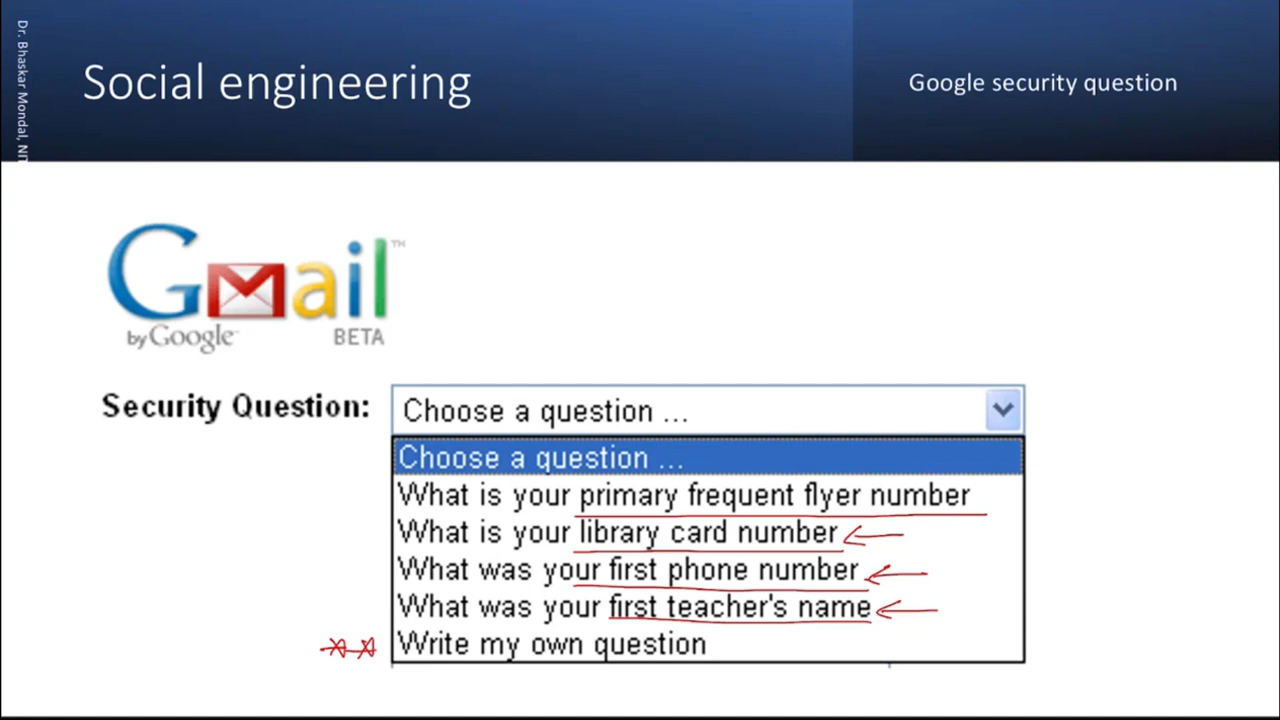 Dr. Bhaskar Mondal, NIT
Social engineering
Google security question
Gmail™
by Google™ BETA
Security Question: Choose a question ...
Choose a question ...
What is your primary frequent flyer number
What is your library card number
What was your first phone number
What was your first teacher's name
Write my own question